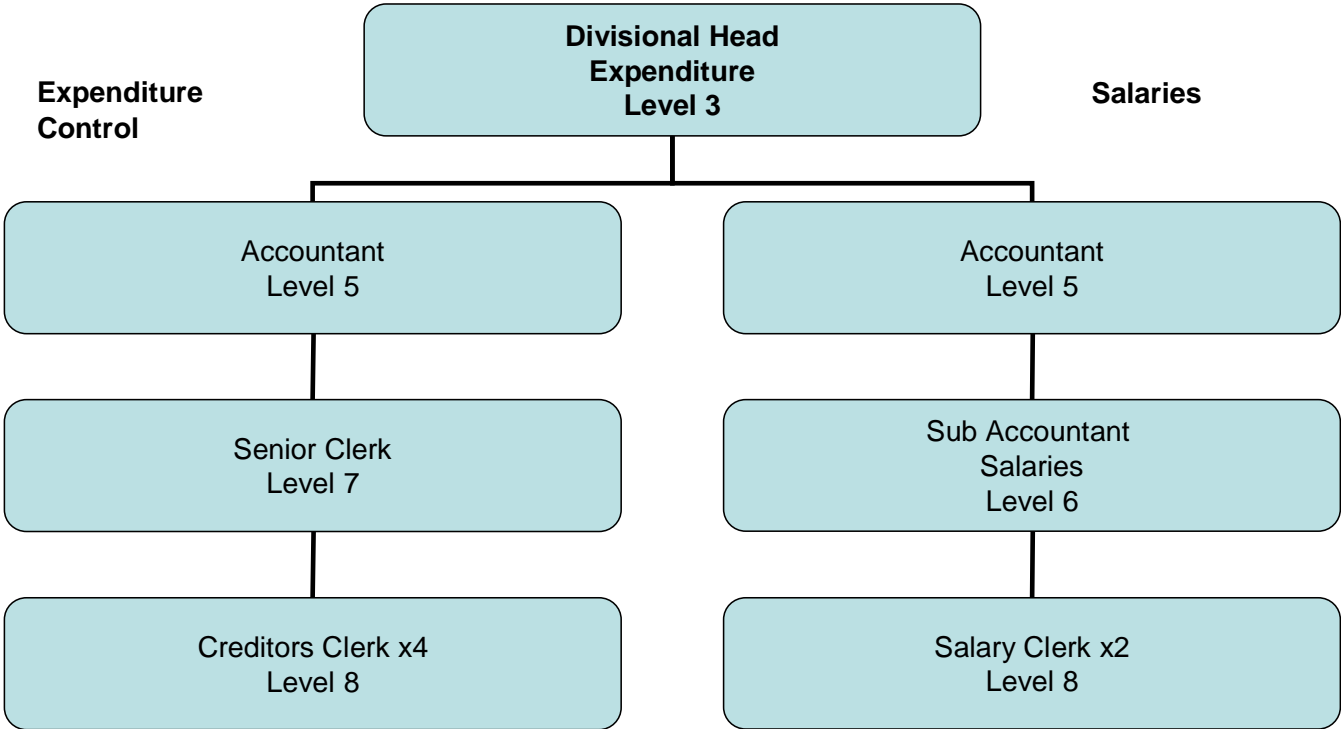 Divisional Head
Expenditure
Level 3
Expenditure
Control
Salaries
Accountant
Level 5
Accountant
Level 5
Senior Clerk
Level 7
Sub Accountant
Salaries
Level 6
Creditors Clerk x4
Level 8
Salary Clerk x2
Level 8